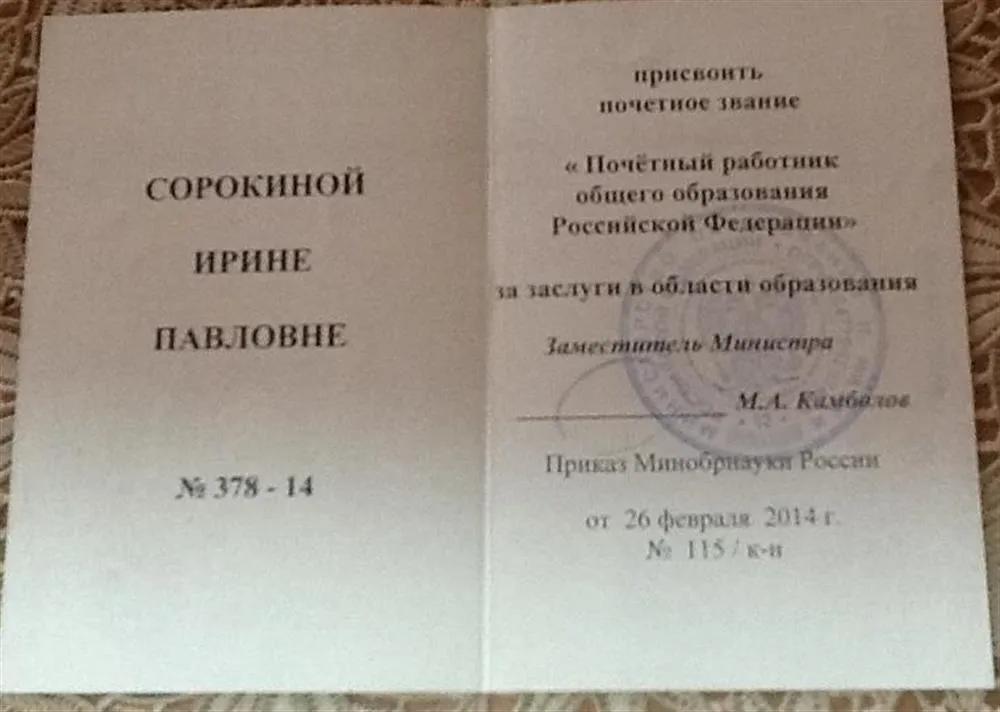 СОРОКИНОЙ
ИРИНЕ
ПАВЛОВНЕ
№ 378 - 14
присвоить
почетное звание
« Почётный работник
общего образования
Российской Федерации»
за заслуги в области образования
Заместитель Министра
М.А. Камболов
Приказ Минобрнауки России
от 26 февраля 2014 г.
№ 115 / к-н